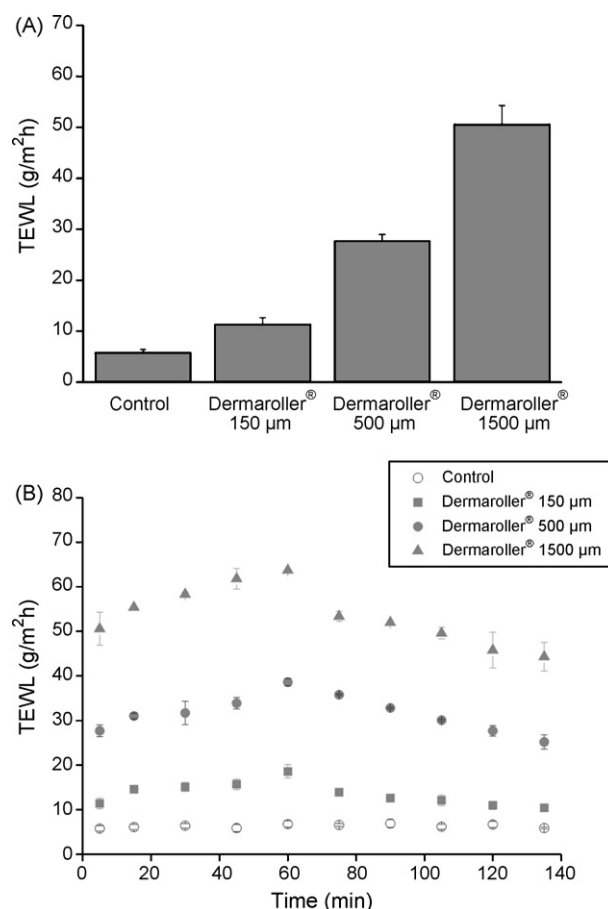 (A)
70
60
50
40
30
20
10
0
TEWL (g/m²h)
Control
Dermaroller®
150 µm
Dermaroller®
500 µm
Dermaroller®
1500 µm
Control
Dermaroller® 150 µm
Dermaroller® 500 µm
Dermaroller® 1500 µm
(B)
80
70
60
50
40
30
20
10
0
TEWL (g/m²h)
0 20 40 60 80 100 120 140
Time (min)